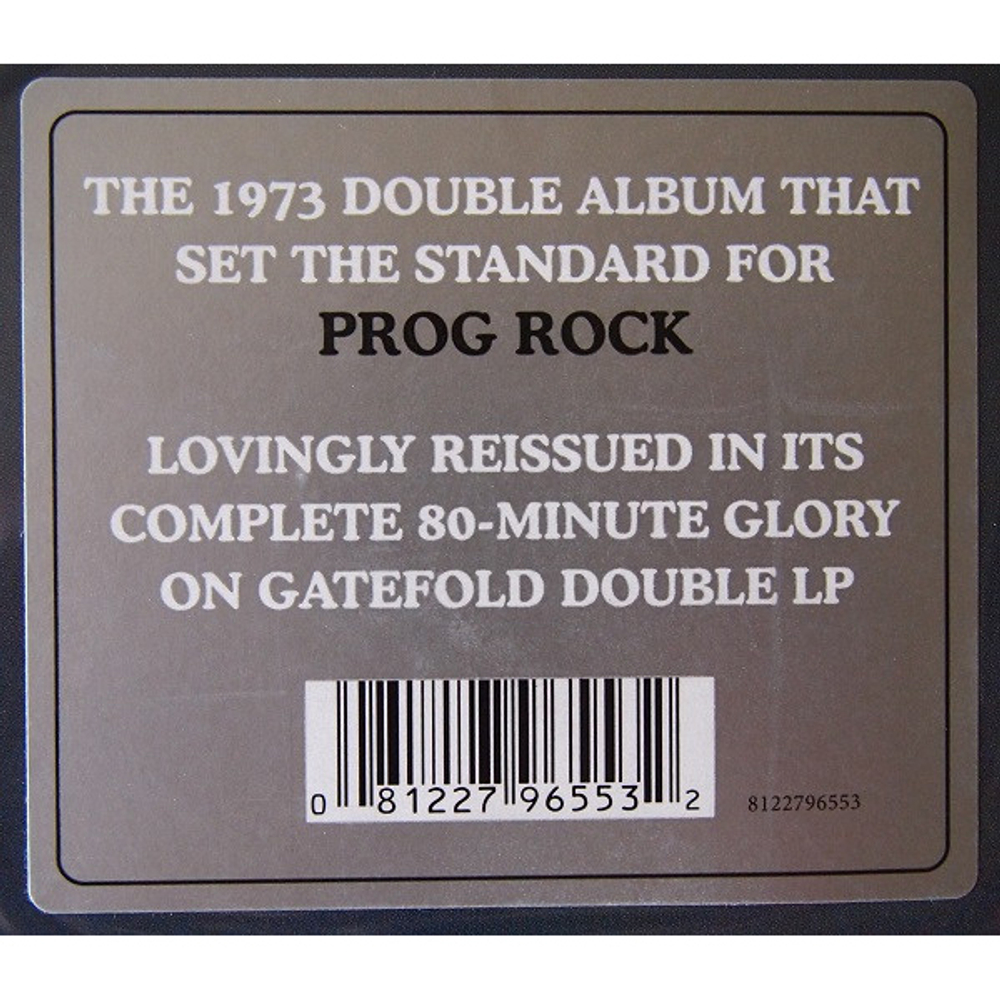 THE 1973 DOUBLE ALBUM THAT
SET THE STANDARD FOR
PROG ROCK
LOVINGLY REISSUED IN ITS
COMPLETE 80-MINUTE GLORY
ON GATEFOLD DOUBLE LP
0 81227 96553 2
8122796553